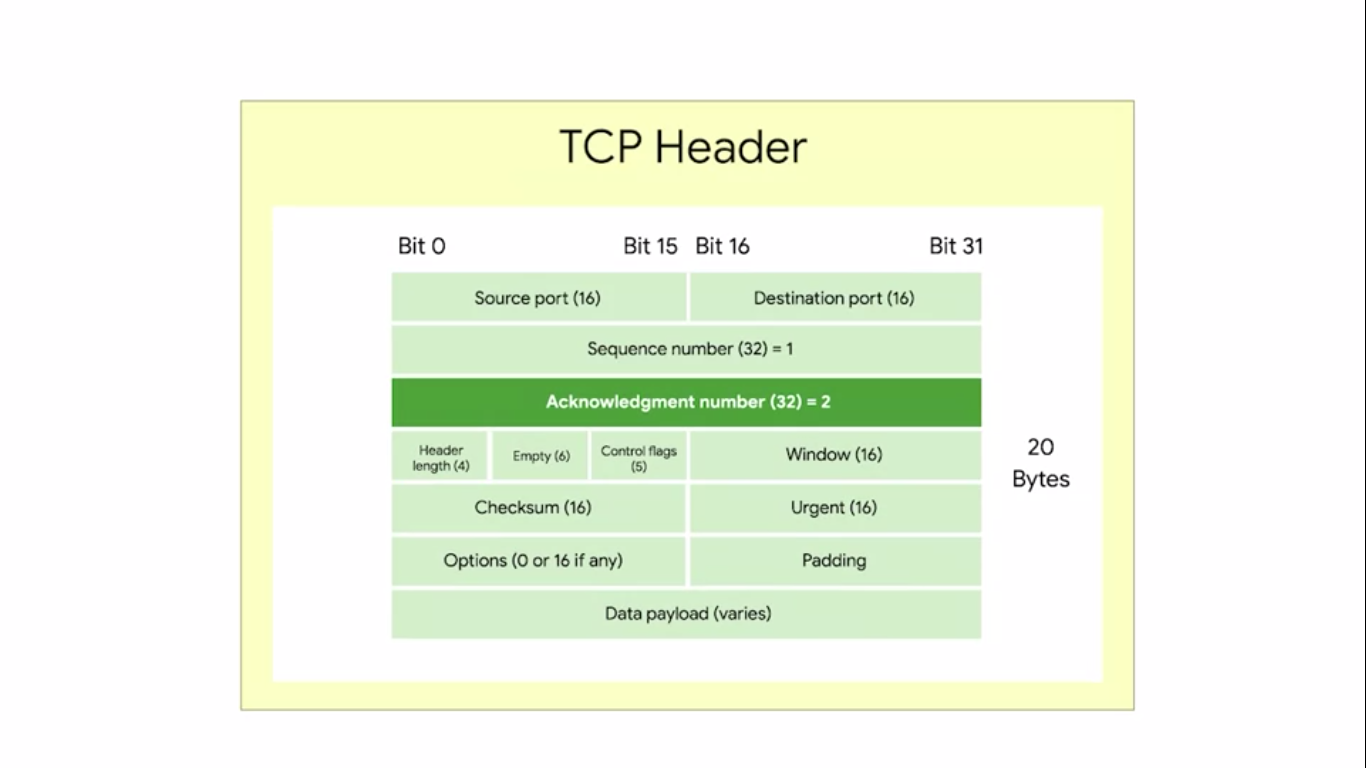 TCP Header
Bit 0 Bit 15 Bit 16 Bit 31
Source port (16) Destination port (16)
Sequence number (32) = 1
Acknowledgment number (32) = 2
Header
length (4)
Empty (6)
Control flags
(5)
Window (16)
20
Bytes
Checksum (16) Urgent (16)
Options (0 or 16 if any) Padding
Data payload (varies)